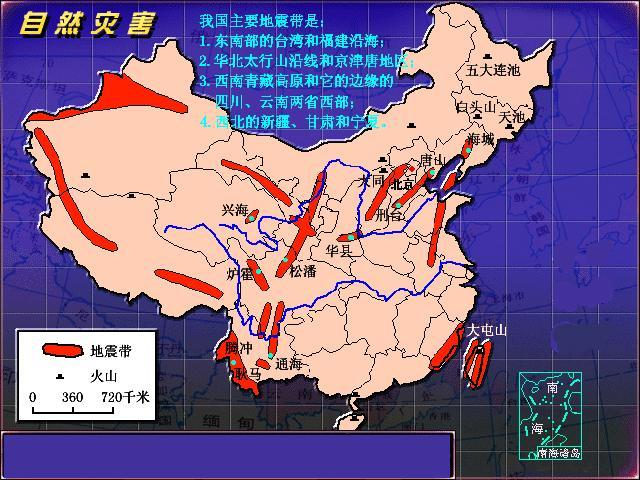 自然灾害
我国主要地震带是：
1.东南部的台湾和福建沿海；
2.华北太行山沿线和京津唐地区；
3.西南青藏高原和它的边缘的
四川、云南两省西部；
4.西北的新疆、甘肃和宁夏。
五大连池
白头山
天池
海城
唐山
大同
北京
邢台
兴海
华县
炉霍
松潘
大屯山
腾冲
通海
耿马
地震带
火山
0 360 720千米
南
海
南海诸岛